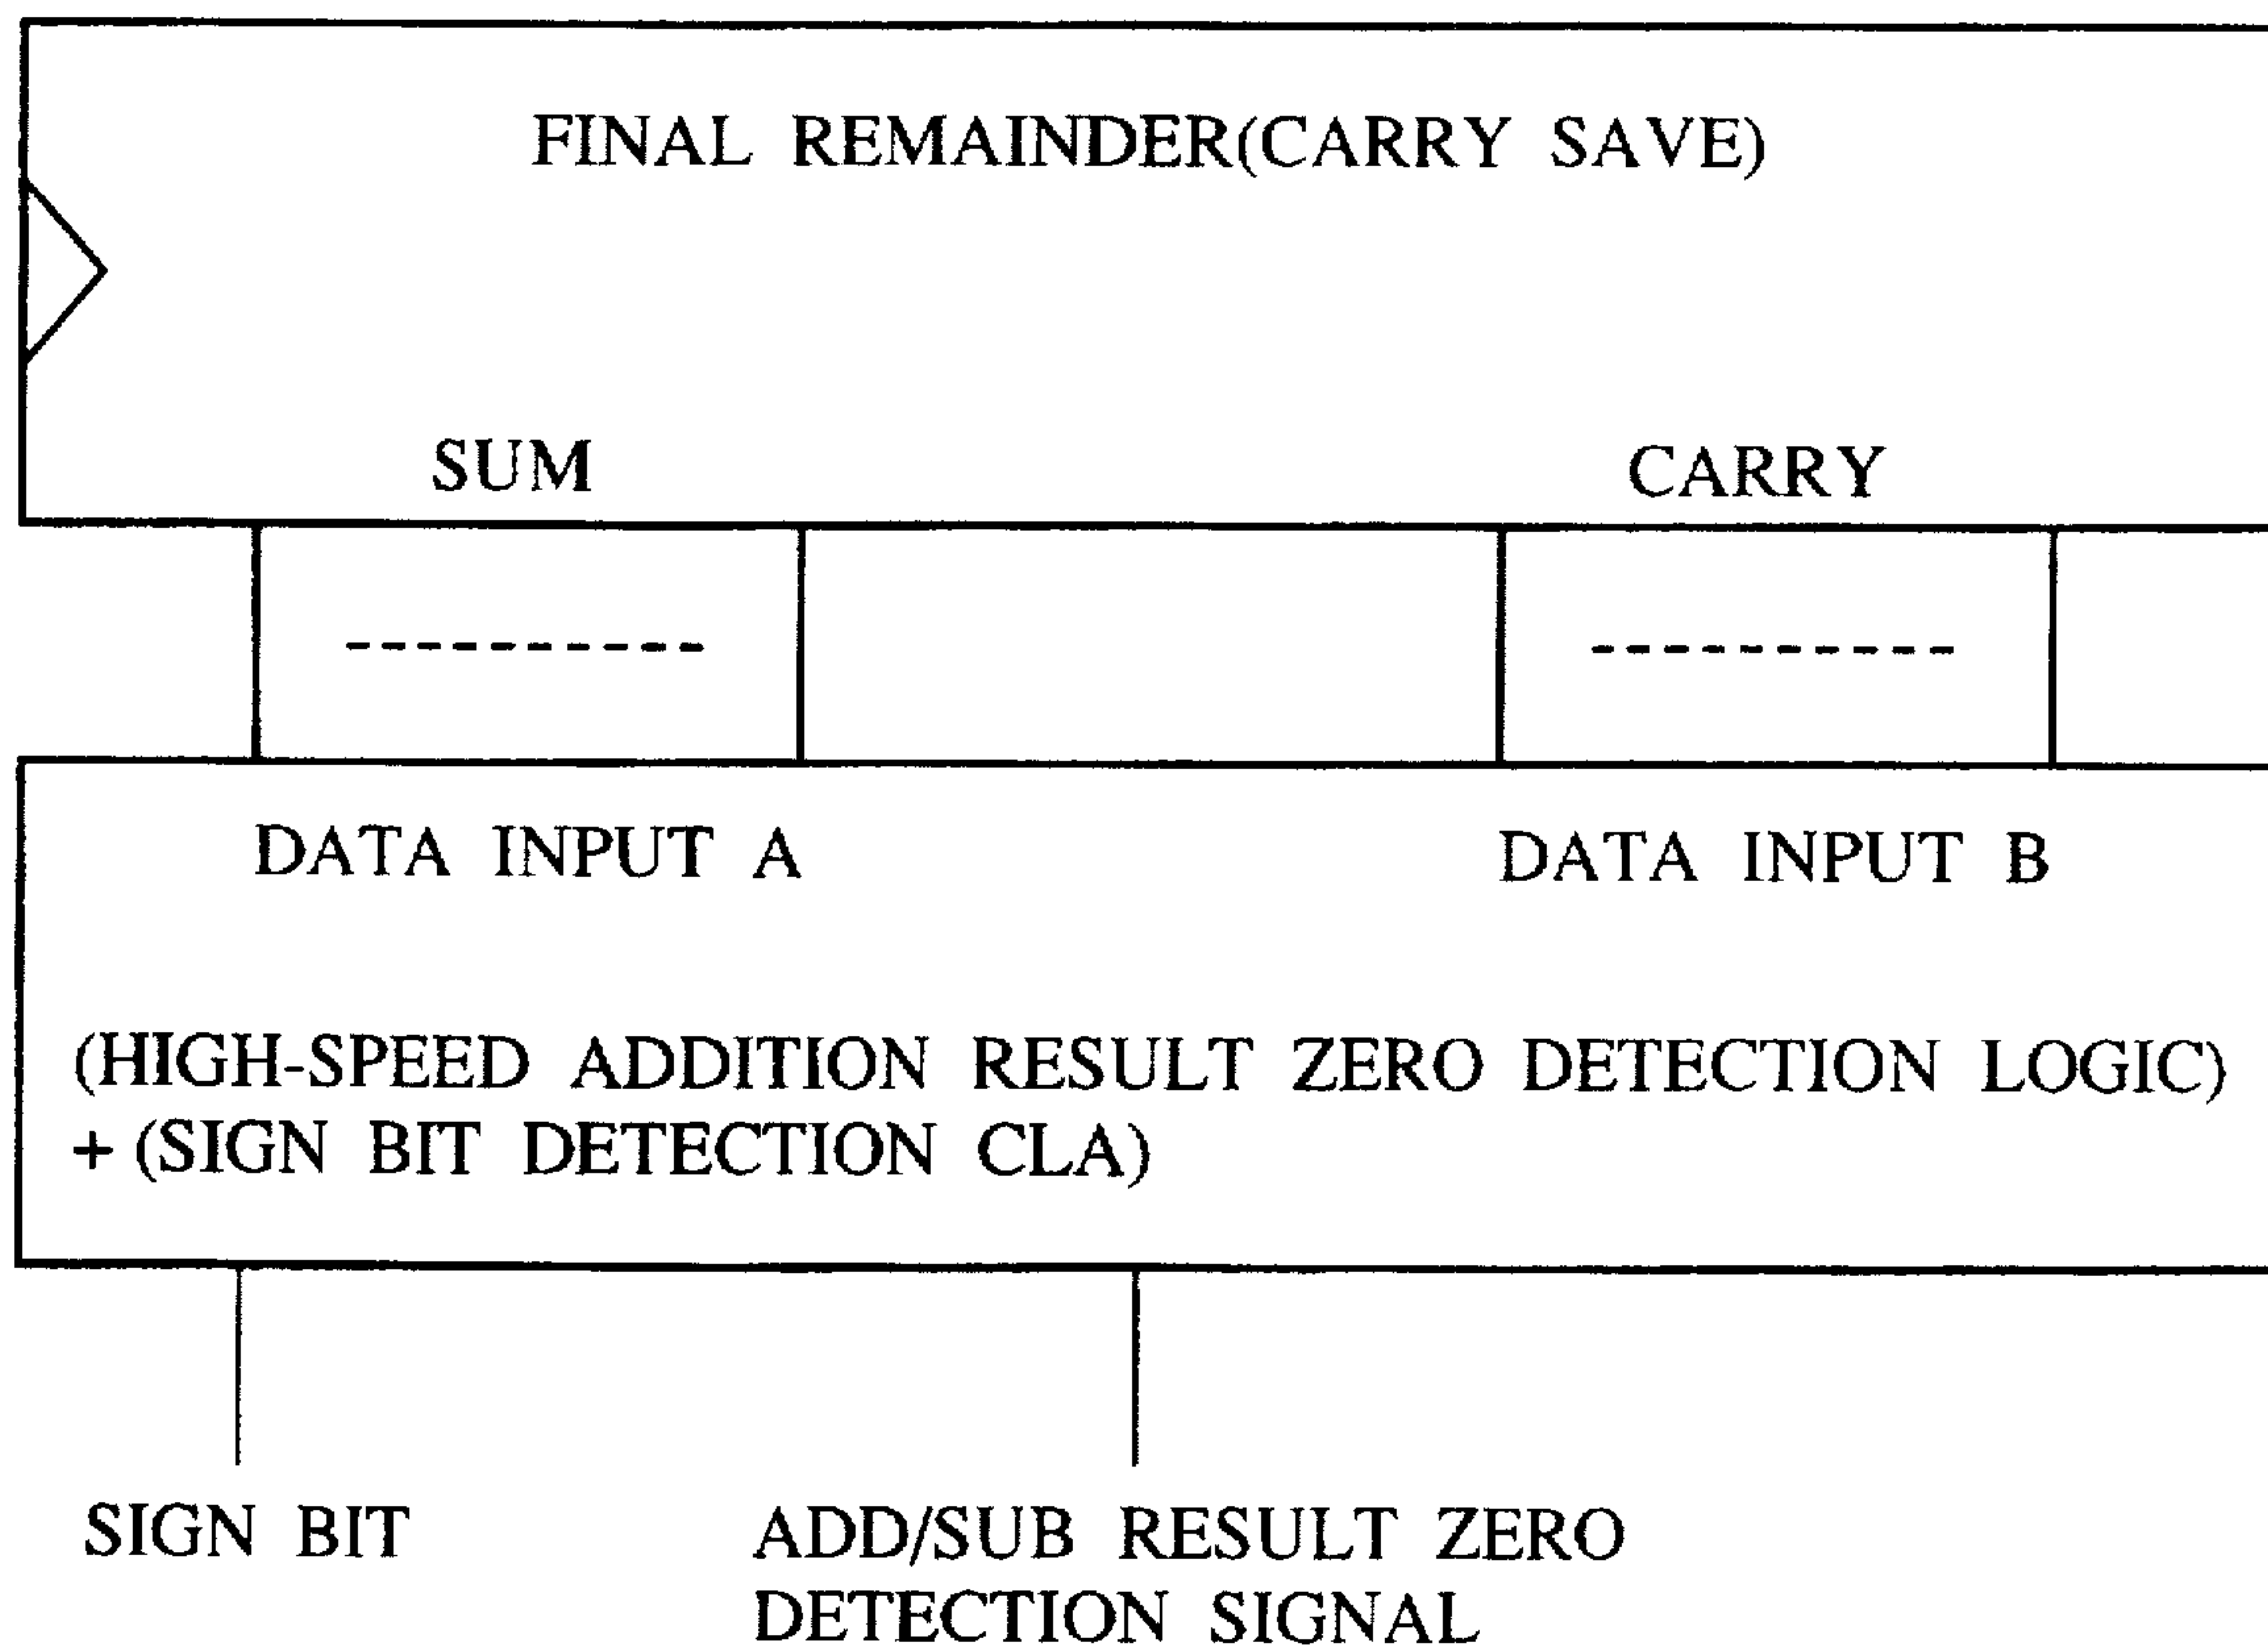 FINAL REMAINDER(CARRY SAVE)
SUM
CARRY
DATA INPUT A
DATA INPUT B
(HIGH-SPEED ADDITION RESULT ZERO DETECTION LOGIC)
+ (SIGN BIT DETECTION CLA)
SIGN BIT
ADD/SUB RESULT ZERO
DETECTION SIGNAL